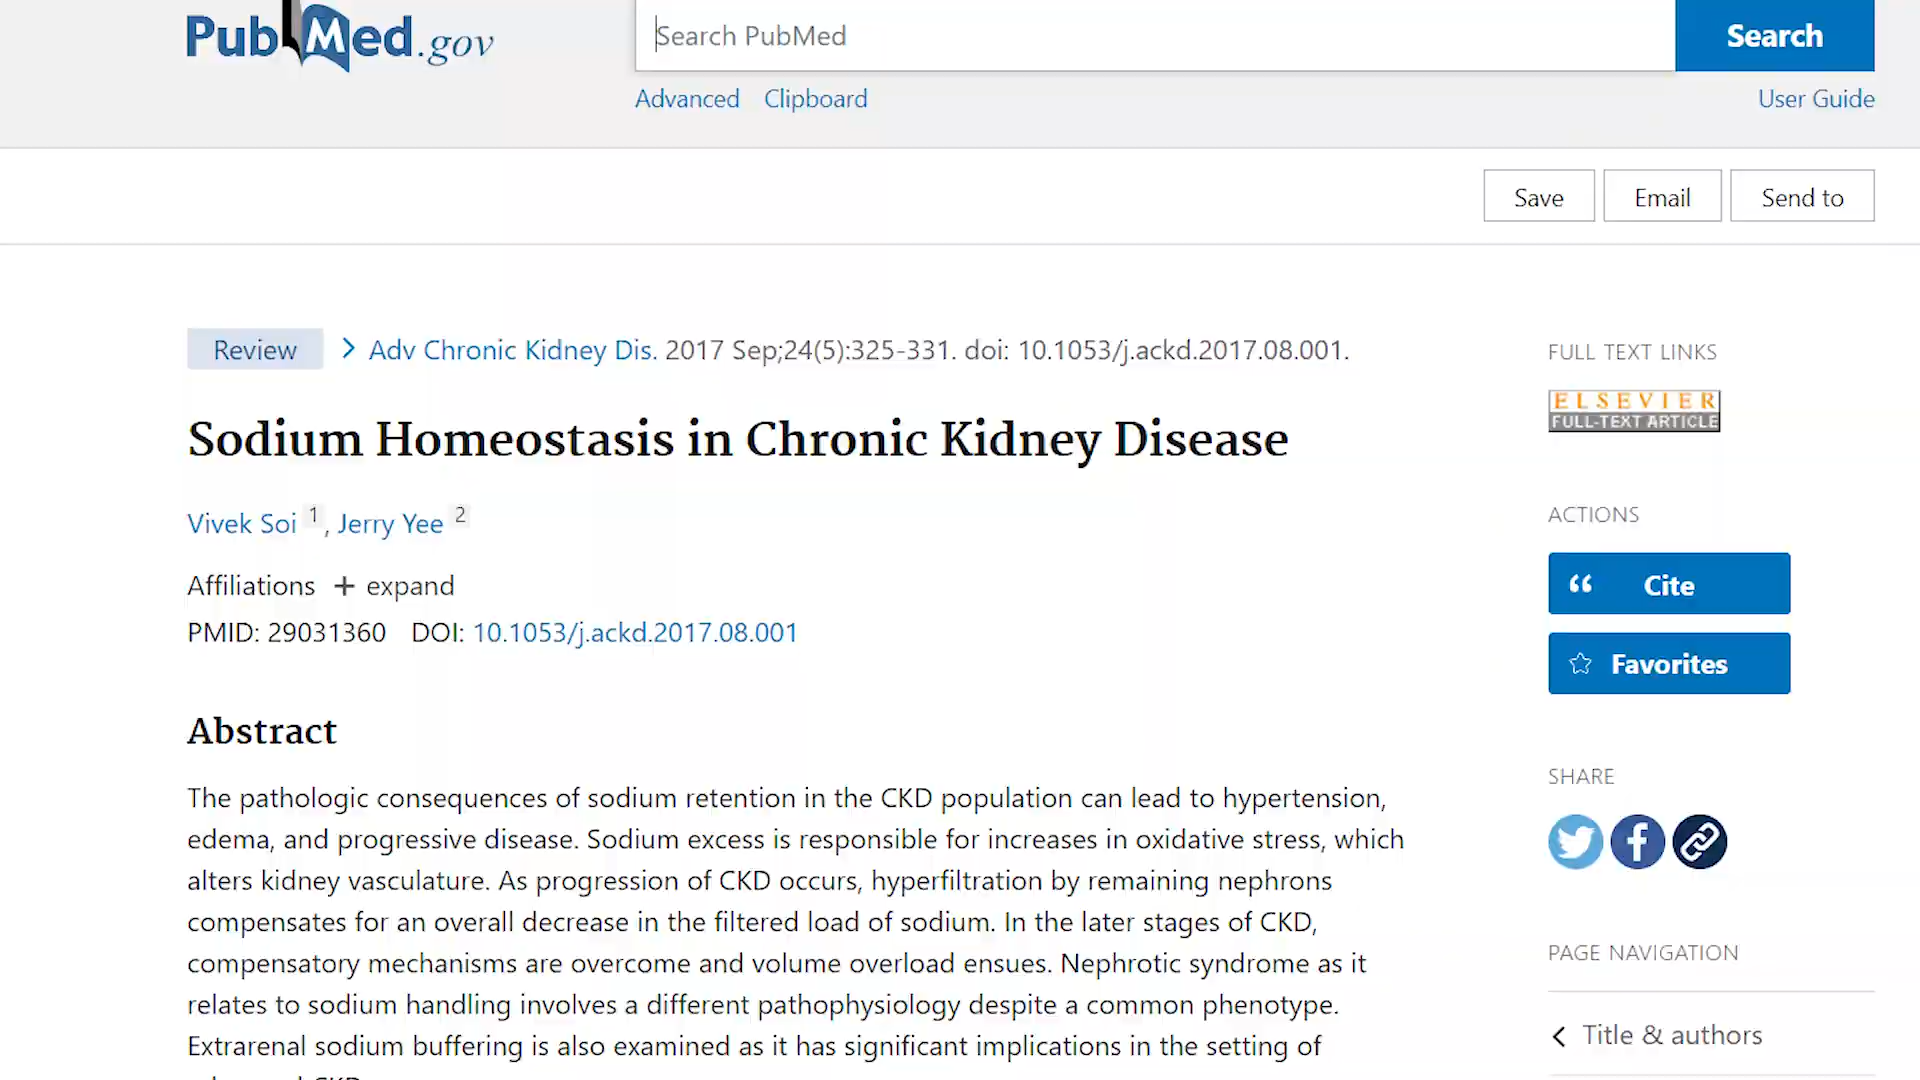 PubMed.gov
Search PubMed
Search
Advanced Clipboard
User Guide
Save Email Send to
Review Adv Chronic Kidney Dis. 2017 Sep;24(5):325-331. doi: 10.1053/j.ackd.2017.08.001.
Sodium Homeostasis in Chronic Kidney Disease
Vivek Soi 1, Jerry Yee 2
Affiliations + expand
PMID: 29031360 DOI: 10.1053/j.ackd.2017.08.001
Abstract
The pathologic consequences of sodium retention in the CKD population can lead to hypertension,
edema, and progressive disease. Sodium excess is responsible for increases in oxidative stress, which
alters kidney vasculature. As progression of CKD occurs, hyperfiltration by remaining nephrons
compensates for an overall decrease in the filtered load of sodium. In the later stages of CKD,
compensatory mechanisms are overcome and volume overload ensues. Nephrotic syndrome as it
relates to sodium handling involves a different pathophysiology despite a common phenotype.
Extrarenal sodium buffering is also examined as it has significant implications in the setting of
FULL TEXT LINKS
ELSEVIER
FULL-TEXT ARTICLE
ACTIONS
Cite
Favorites
SHARE
PAGE NAVIGATION
Title & authors